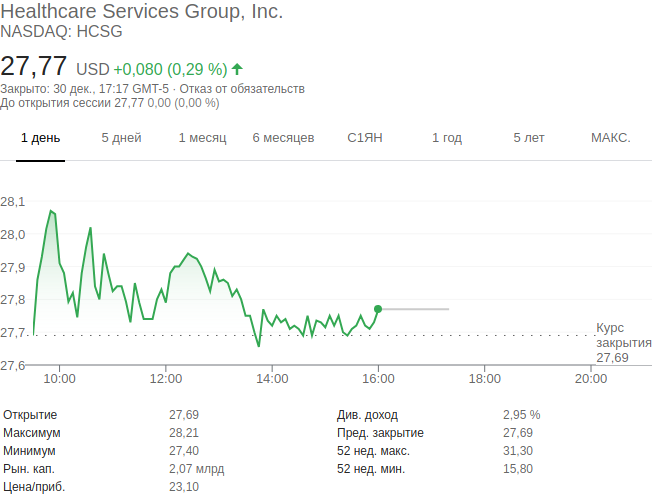 Healthcare Services Group, Inc.
NASDAQ: HCSG
27,77 USD +0,080 (0,29 %)
Закрыто: 30 дек., 17:17 GMT-5 · Отказ от обязательств
До открытия сессии 27,77 0,00 (0,00 %)
1 день 5 дней 1 месяц 6 месяцев С1ЯН 1 год 5 лет МАКС.
28,1
28,0
27,9
27,8
27,7
27,6
Курс
закрытия
27,69
10:00 12:00 14:00 16:00 18:00 20:00
Открытие 27,69 Див. доход 2,95 %
Максимум 28,21 Пред. закрытие 27,69
Минимум 27,40 52 нед. макс. 31,30
Рын. кап. 2,07 млрд 52 нед. мин. 15,80
Цена/приб. 23,10